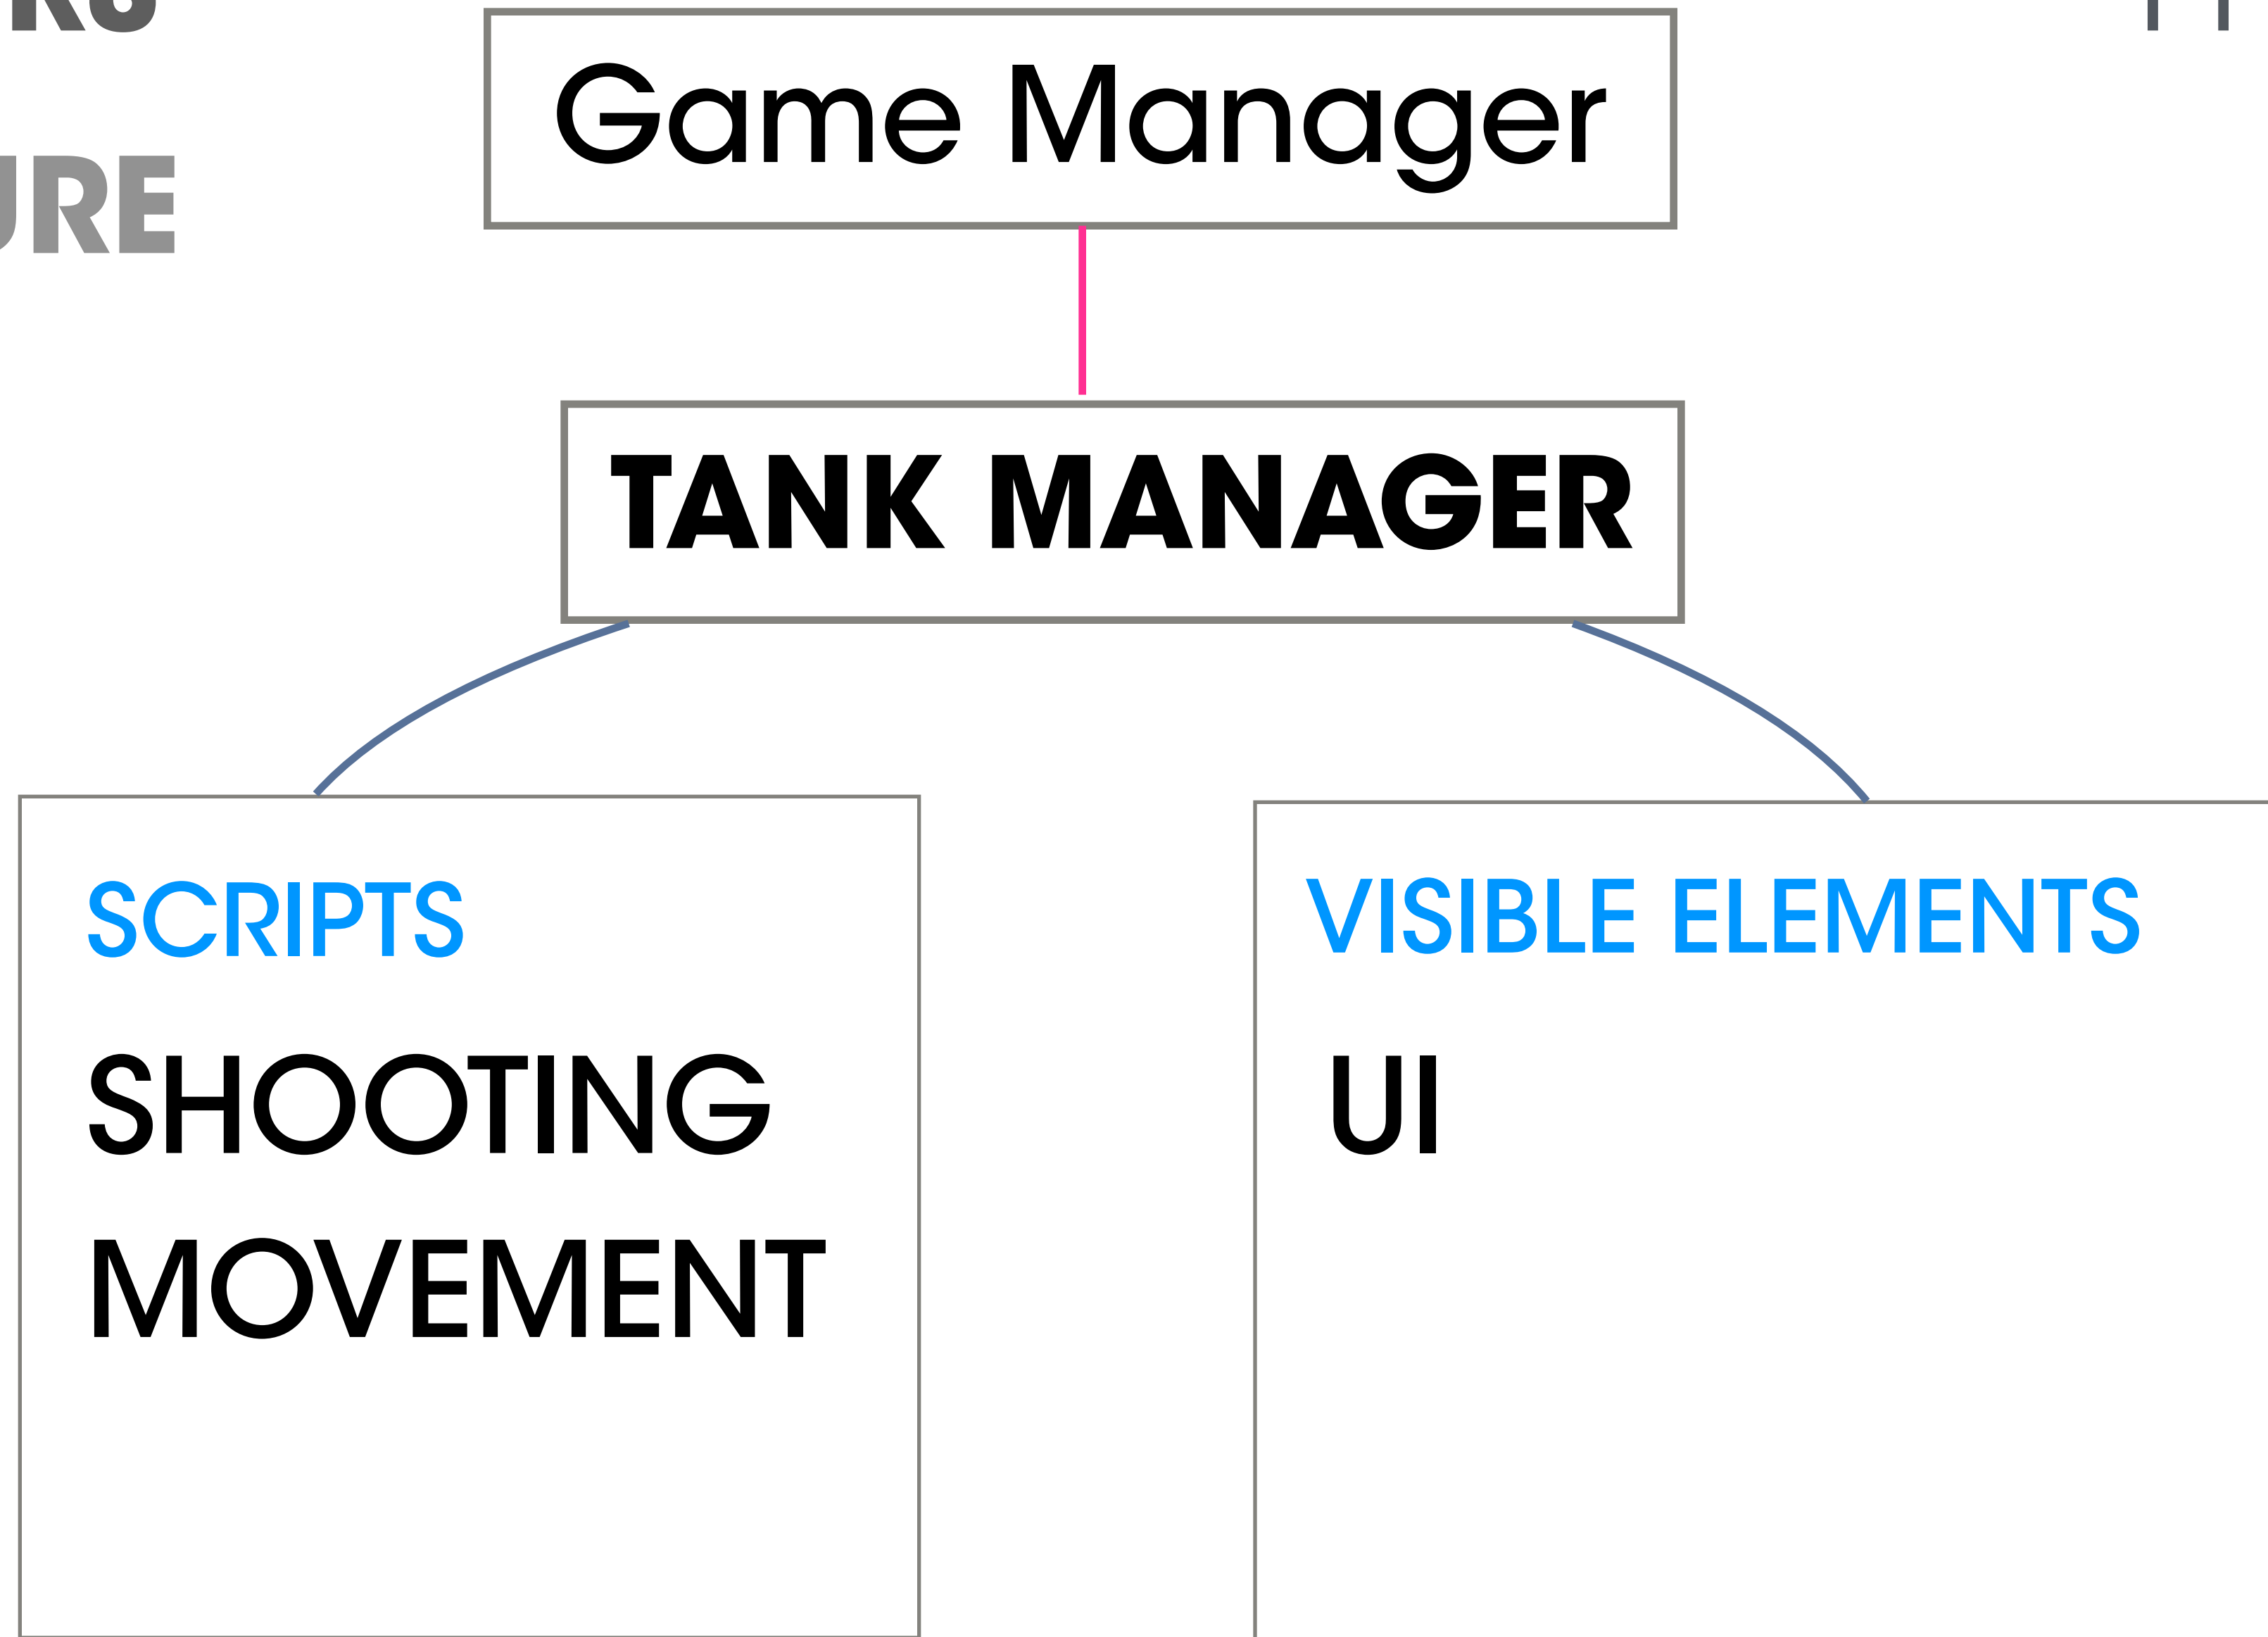 Game Manager
TANK MANAGER
SCRIPTS
SHOOTING
MOVEMENT
VISIBLE ELEMENTS
UI